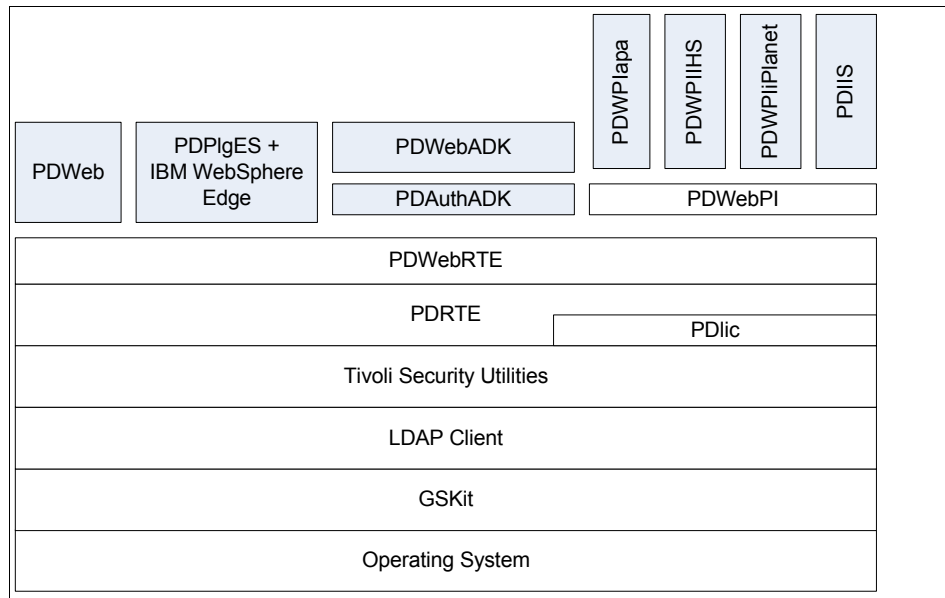 PDWPIapa
PDWPIIHS
PDWPIiPlanet
PDIIS
PDWeb
PDPlgES +
IBM WebSphere
Edge
PDWebADK
PDAuthADK
PDWebPI
PDWebRTE
PDRTE
PDlic
Tivoli Security Utilities
LDAP Client
GSKit
Operating System